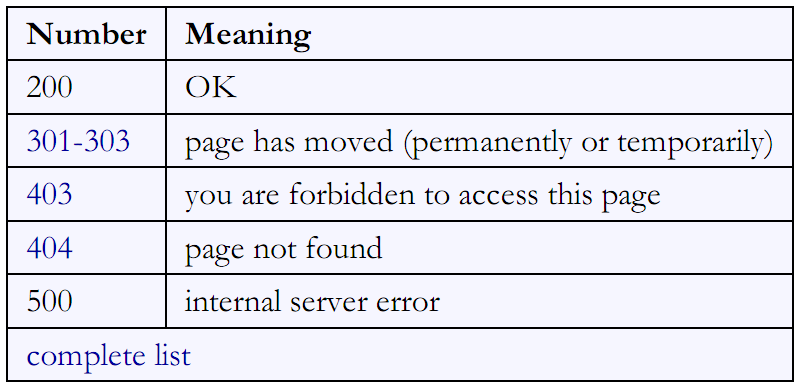 Number Meaning
200 OK
301-303 page has moved (permanently or temporarily)
403 you are forbidden to access this page
404 page not found
500 internal server error
complete list